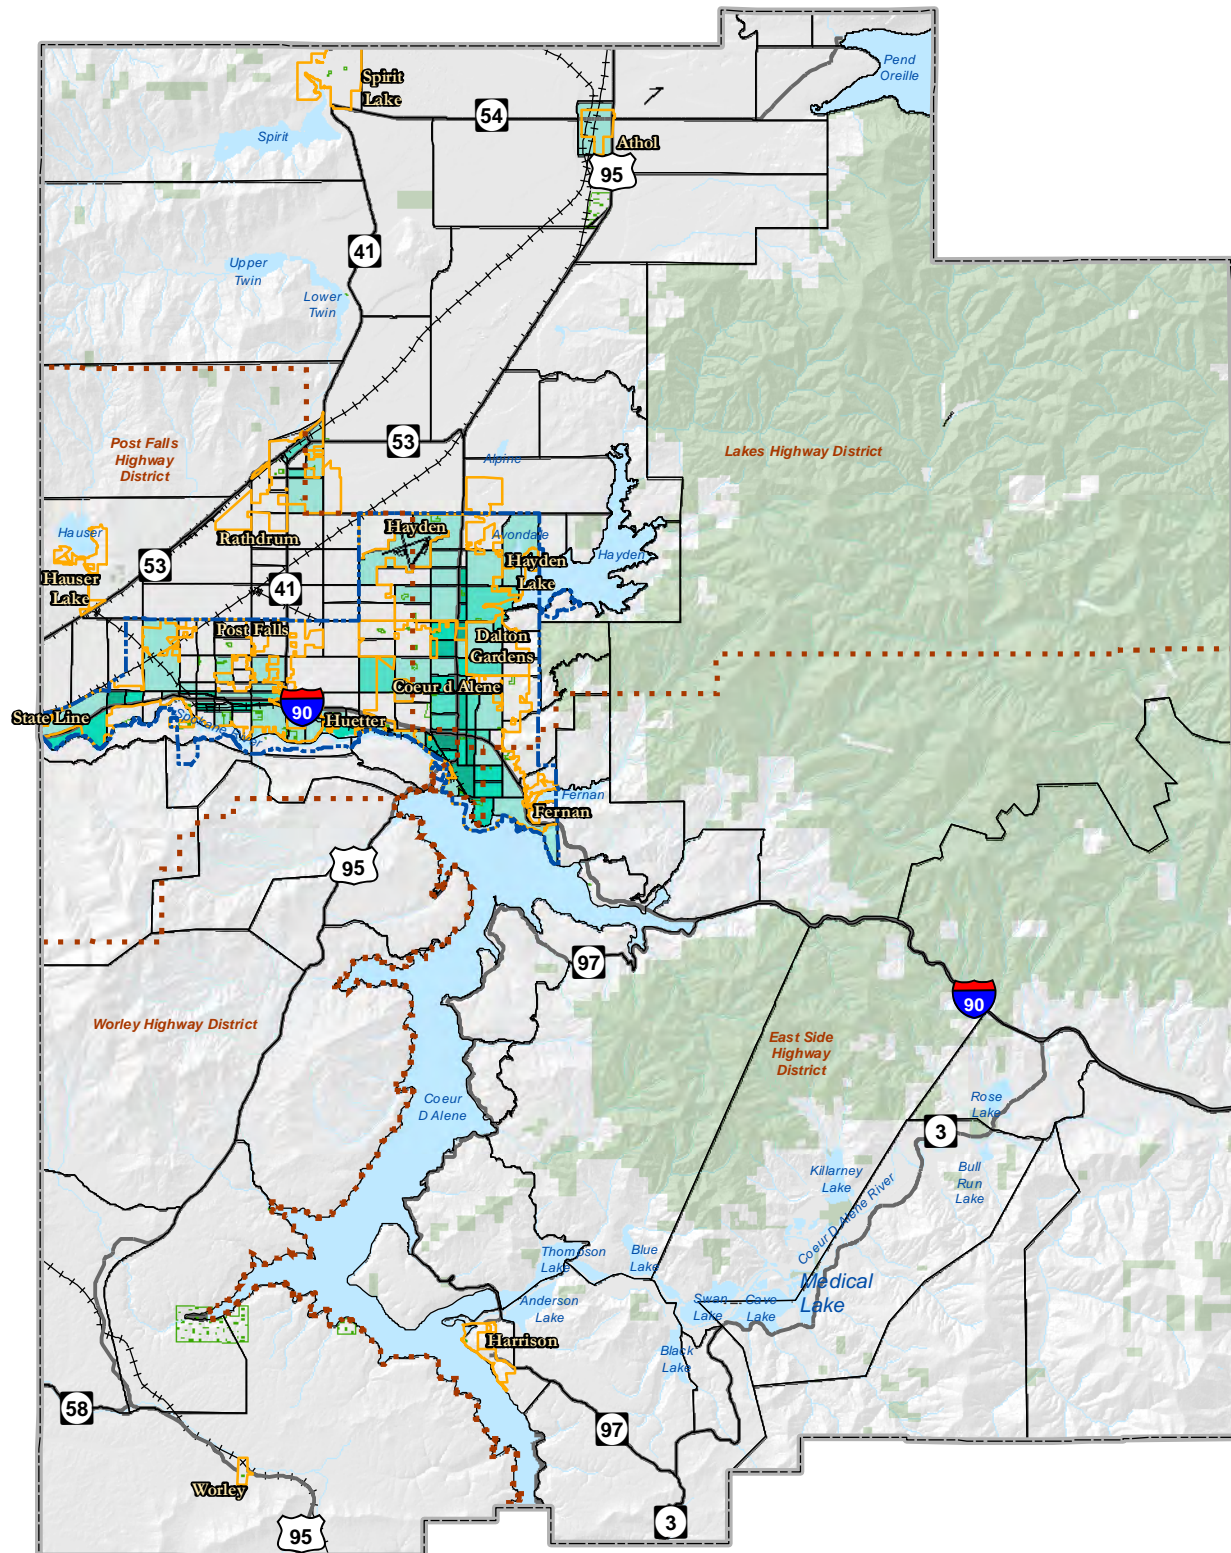 Pend
Oreille
Spirit
Lake
54
Spirit
Athol
95
41
Upper
Twin
Lower
Twin
Post Falls
Highway
District
53
Alpine
Lakes Highway District
Hauser
Rathdrum
Hayden
Avondale
Hayden
Hayden
Lake
53
Hauser
Lake
41
Post Falls
Dalton
Gardens
Coeur d Alene
State Line
Spokane River
90
Huetter
Fernan
Fernan
95
97
90
Worley Highway District
East Side
Highway
District
Coeur
D Alene
Rose
Lake
3
Killarney
Lake
Bull
Run
Lake
Coeur D Alene River
Thompson
Lake
Blue
Lake
Medical
Lake
Anderson
Lake
Swan
Lake
Cave
Lake
Harrison
Black
Lake
58
97
Worley
95
3